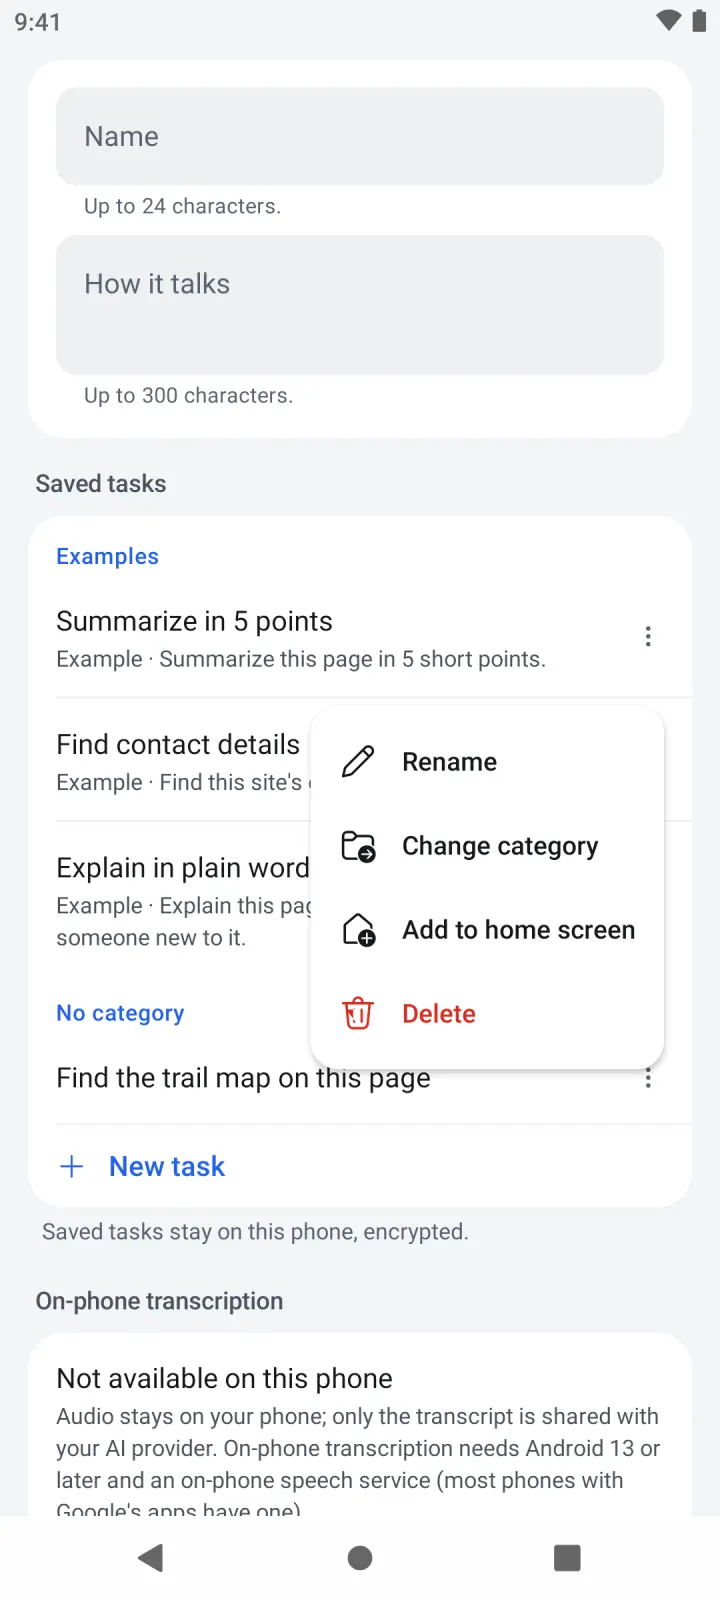 9:41
Name
Up to 24 characters.
How it talks
Up to 300 characters.
Saved tasks
Examples
Summarize in 5 points
Example · Summarize this page in 5 short points.
Find contact details
Example · Find this site's
Rename
Change category
Explain in plain word
Example · Explain this pag
someone new to it.
Add to home screen
No category
Delete
Find the trail map on this page
New task
Saved tasks stay on this phone, encrypted.
On-phone transcription
Not available on this phone
Audio stays on your phone; only the transcript is shared with
your AI provider. On-phone transcription needs Android 13 or
later and an on-phone speech service (most phones with
Google's apps have one)